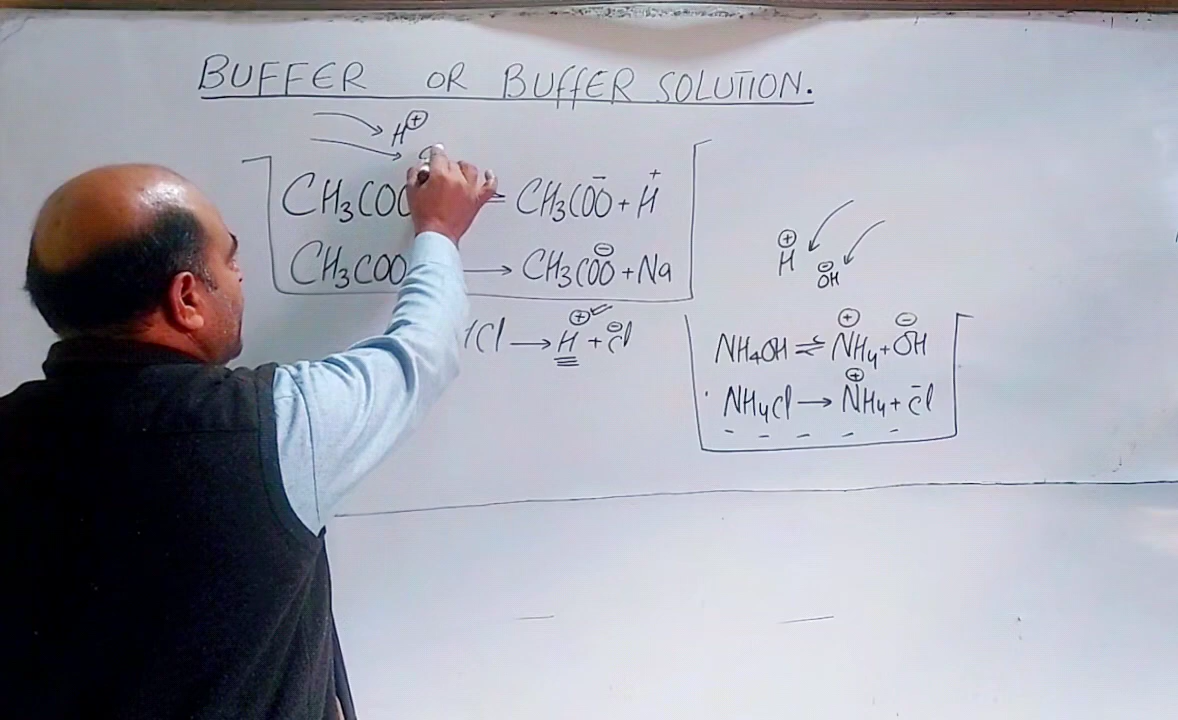 BUFFER OR BUFFER SOLUTION.
H⊕
CH₃COO ⇌ CH₃COO⁻ + H⁺
CH₃COO → CH₃COO⊖ + Na
HCl → H⊕ + Cl⊖
H⊕ OH⊖
NH₄OH ⇌ NH₄⊕ + OH⊖
NH₄Cl → NH₄⊕ + Cl⁻